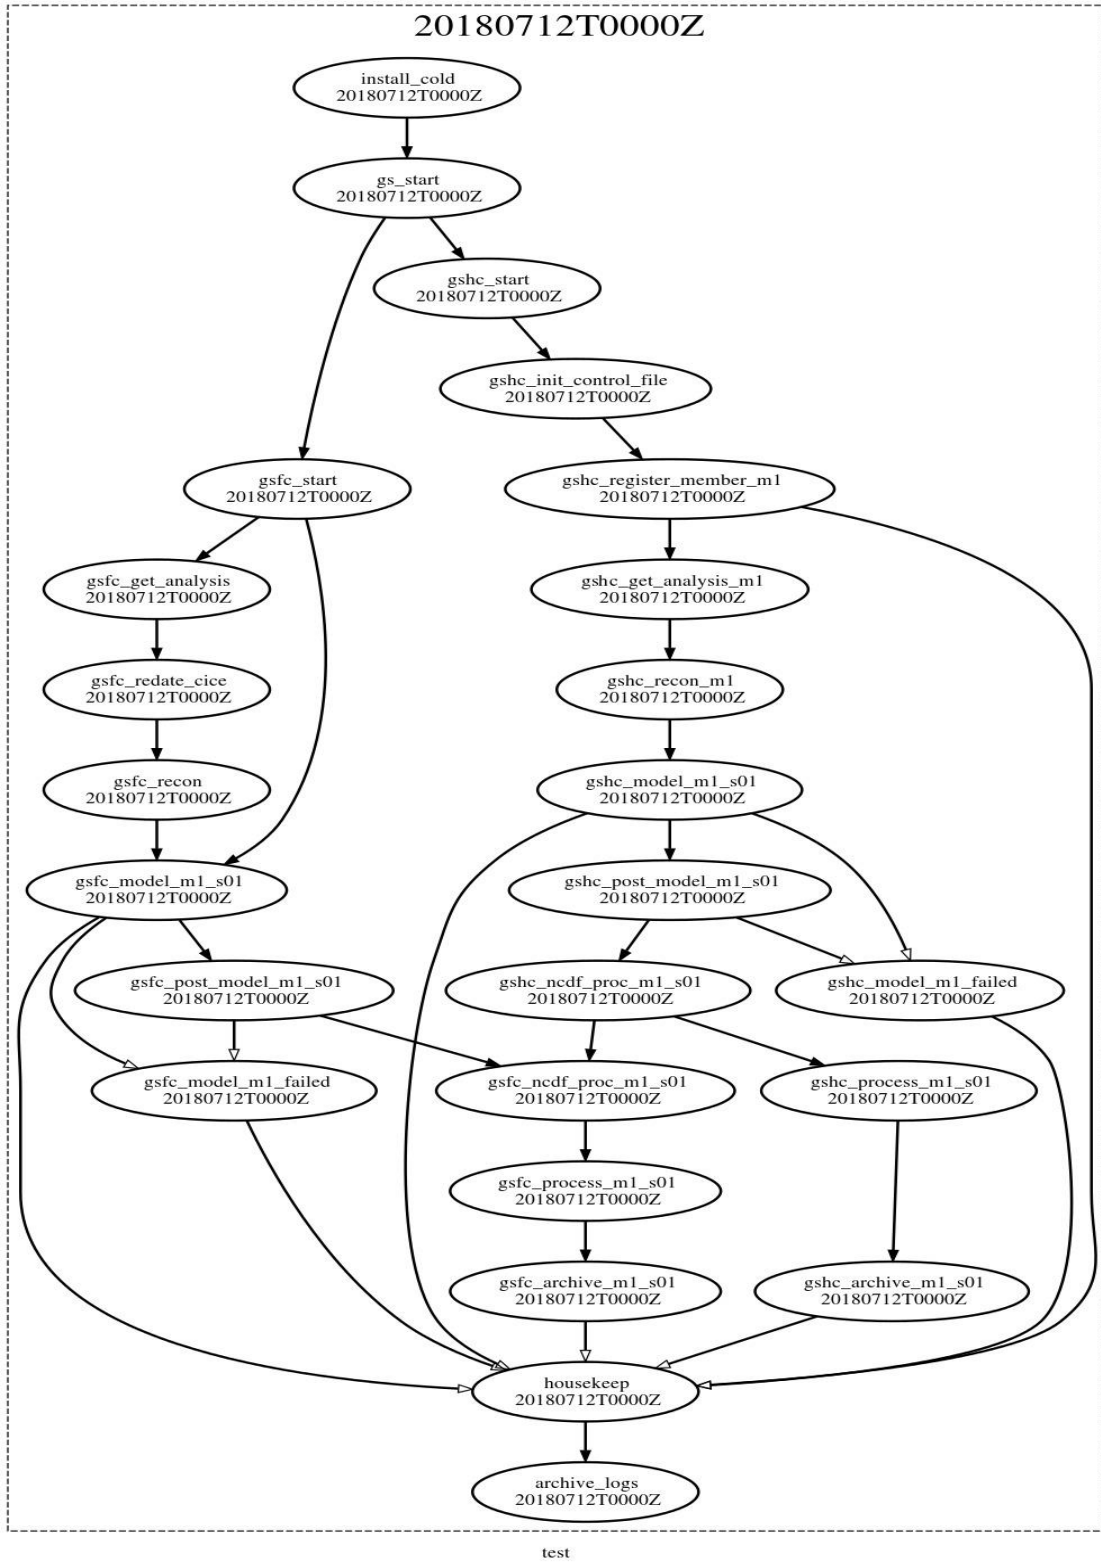 20180712T0000Z
install_cold
20180712T0000Z
gs_start
20180712T0000Z
gshc_start
20180712T0000Z
gshc_init_control_file
20180712T0000Z
gsfc_start
20180712T0000Z
gshc_register_member_m1
20180712T0000Z
gsfc_get_analysis
20180712T0000Z
gshc_get_analysis_m1
20180712T0000Z
gsfc_redate_cice
20180712T0000Z
gshc_recon_m1
20180712T0000Z
gsfc_recon
20180712T0000Z
gshc_model_m1_s01
20180712T0000Z
gsfc_model_m1_s01
20180712T0000Z
gshc_post_model_m1_s01
20180712T0000Z
gsfc_post_model_m1_s01
20180712T0000Z
gshc_ncdf_proc_m1_s01
20180712T0000Z
gshc_model_m1_failed
20180712T0000Z
gsfc_model_m1_failed
20180712T0000Z
gsfc_ncdf_proc_m1_s01
20180712T0000Z
gshc_process_m1_s01
20180712T0000Z
gsfc_process_m1_s01
20180712T0000Z
gsfc_archive_m1_s01
20180712T0000Z
gshc_archive_m1_s01
20180712T0000Z
housekeep
20180712T0000Z
archive_logs
20180712T0000Z
test